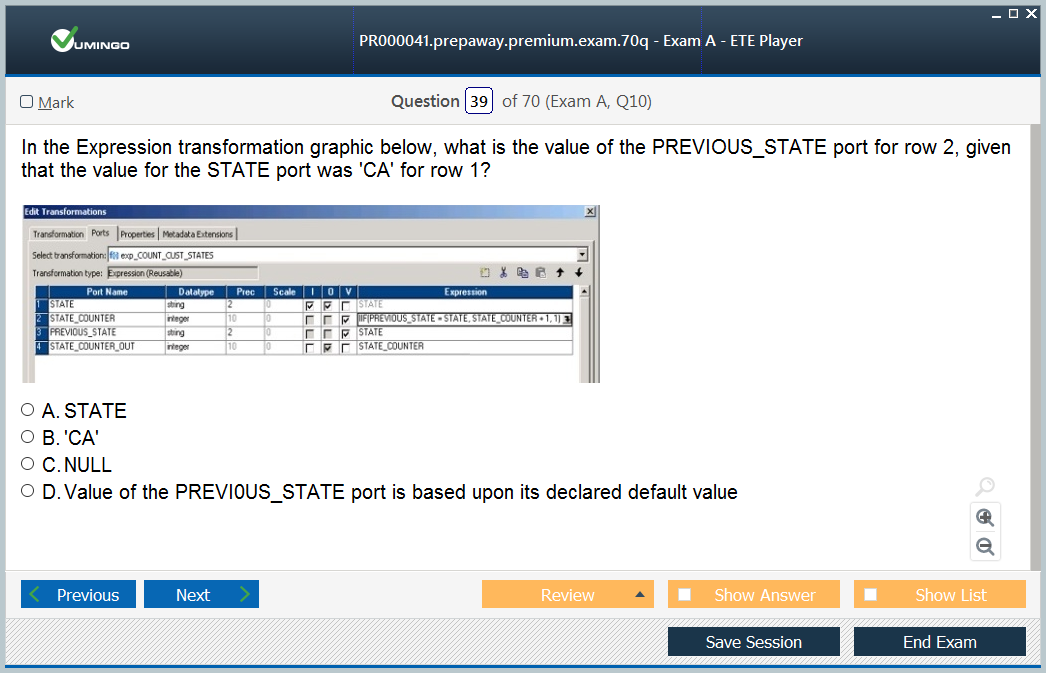 VUMINGO
PR000041.prepaway.premium.exam.70q - Exam A - ETE Player
Mark
Question 39 of 70 (Exam A, Q10)
In the Expression transformation graphic below, what is the value of the PREVIOUS_STATE port for row 2, given
that the value for the STATE port was 'CA' for row 1?
Edit Transformations
Transformation Ports Properties Metadata Extensions
Select transformation: f(x) exp_COUNT_CUST_STATES
Transformation type: Expression (Reusable)
Port Name Datatype Prec Scale I O V Expression
1 STATE string 2 0 STATE
2 STATE_COUNTER integer 10 0 IIF(PREVIOUS_STATE = STATE, STATE_COUNTER + 1, 1)
3 PREVIOUS_STATE string 2 0 STATE
4 STATE_COUNTER_OUT integer 10 0 STATE_COUNTER
A. STATE
B. 'CA'
C. NULL
D. Value of the PREVI0US_STATE port is based upon its declared default value
Previous Next Review Show Answer Show List
Save Session End Exam